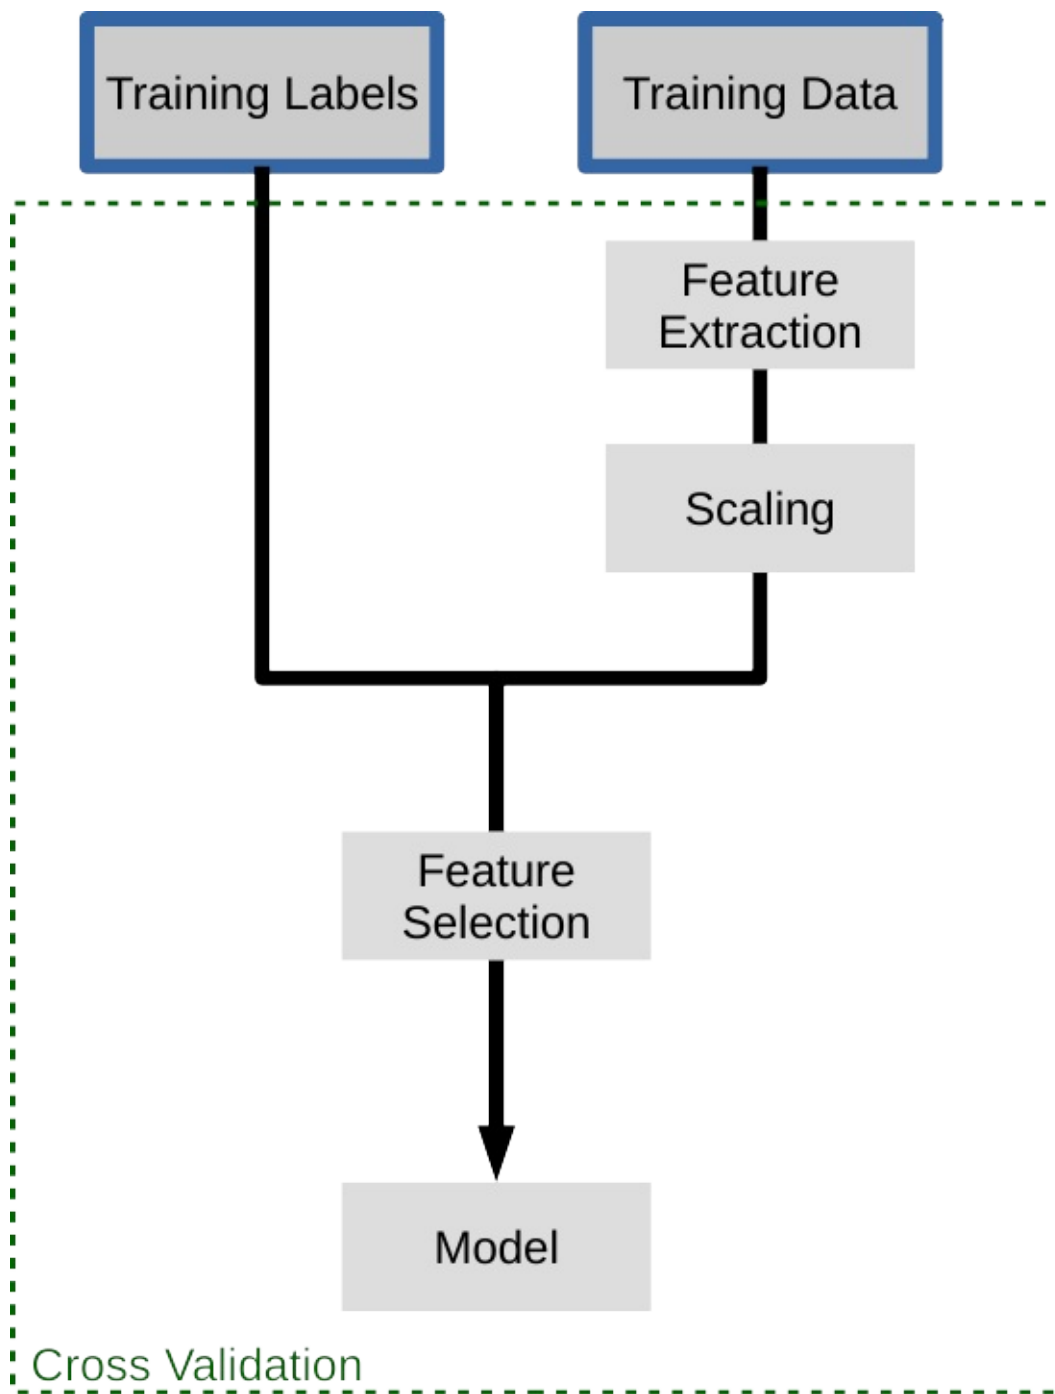 Training Labels
Training Data
Feature
Extraction
Scaling
Feature
Selection
Model
Cross Validation